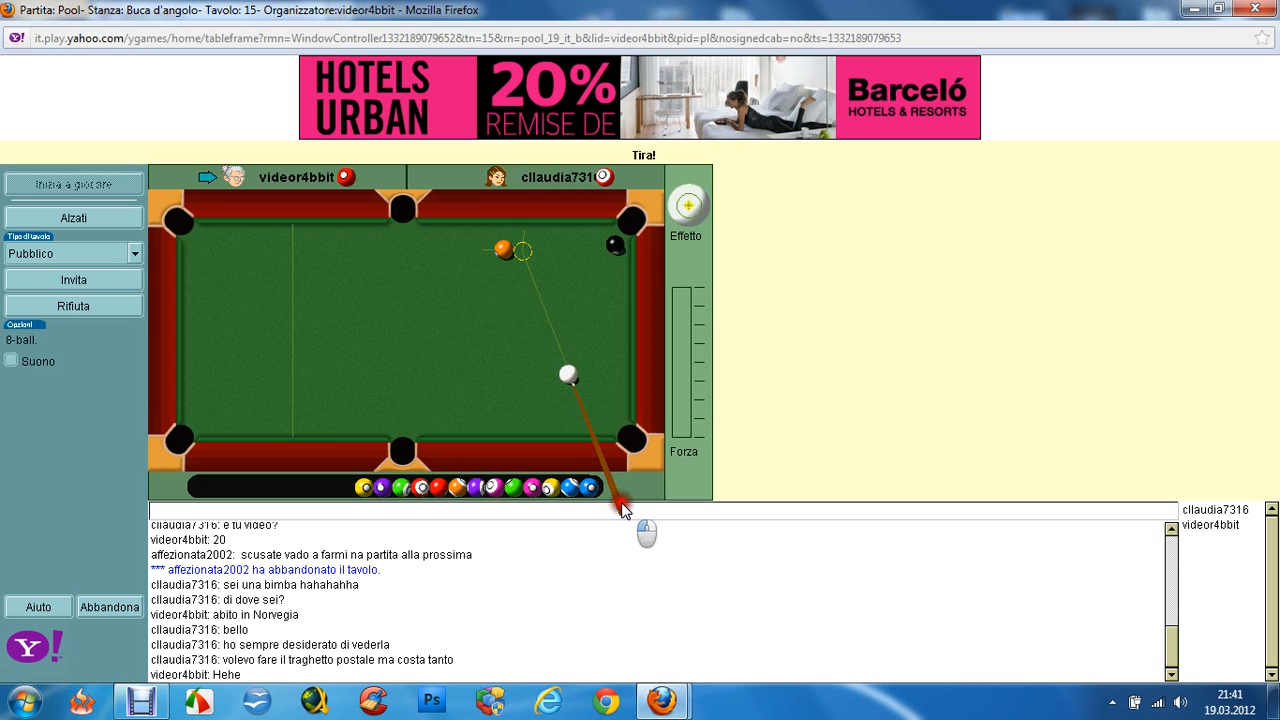 Partita: Pool- Stanza: Buca d'angolo- Tavolo: 15- Organizzatore:videor4bbit - Mozilla Firefox
it.play.yahoo.com/ygames/home/tableframe?rmn=WindowController1332189079652&tn=15&rn=pool_19_it_b&lid=videor4bbit&pid=pl&nosignedcab=no&ts=1332189079653
HOTELS URBAN
20% REMISE DE
Barceló
HOTELS & RESORTS
Tira!
Inizia a giocare
videor4bbit
cllaudia731
Alzati
Tipo di tavolo
Pubblico
Effetto
Invita
Rifiuta
Opzioni
8-ball.
Suono
Forza
cllaudia7316: e tu video?
videor4bbit: 20
affezionata2002: scusate vado a farmi na partita alla prossima
*** affezionata2002 ha abbandonato il tavolo.
cllaudia7316: sei una bimba hahahahha
cllaudia7316: di dove sei?
videor4bbit: abito in Norvegia
cllaudia7316: bello
cllaudia7316: ho sempre desiderato di vederla
cllaudia7316: volevo fare il traghetto postale ma costa tanto
videor4bbit: Hehe
cllaudia7316
videor4bbit
Aiuto
Abbandona
Y!
Ps
21:41
19.03.2012